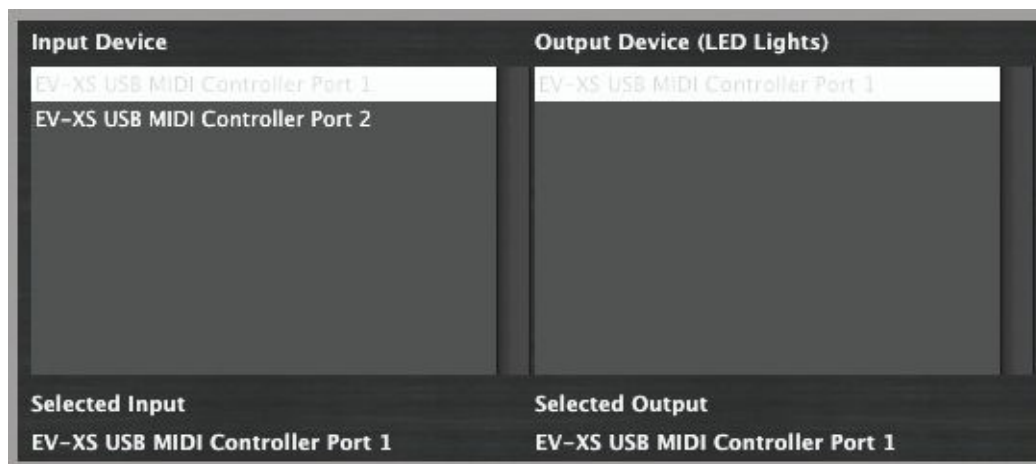 Input Device
EV-XS USB MIDI Controller Port 1
EV-XS USB MIDI Controller Port 2
Selected Input
EV-XS USB MIDI Controller Port 1
Output Device (LED Lights)
EV-XS USB MIDI Controller Port 1
Selected Output
EV-XS USB MIDI Controller Port 1